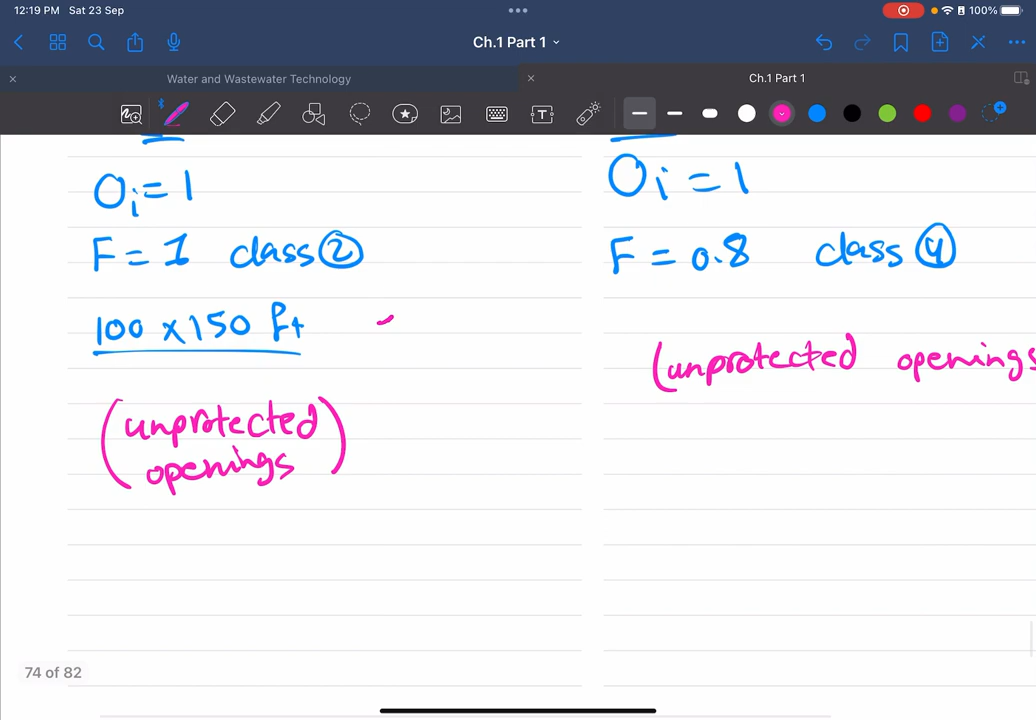 12:19 PM Sat 23 Sep
100%
Ch.1 Part 1
Water and Wastewater Technology
Ch.1 Part 1
Oi = 1
F = 1 class 2
100 x 150 ft
(unprotected
openings)
Oi = 1
F = 0.8 class 4
(unprotected openings
74 of 82